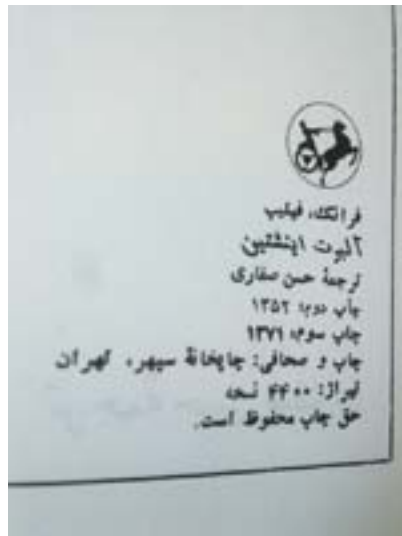 فرانک، فیلیپ
آلبرت اینشتین
ترجمهٔ حسن صفاری
چاپ دوم: ۱۳۵۲
چاپ سوم: ۱۳۷۱
چاپ و صحافی: چاپخانهٔ سپهر، تهران
تیراژ: ۴۴۰۰ نسخه
حق چاپ محفوظ است.